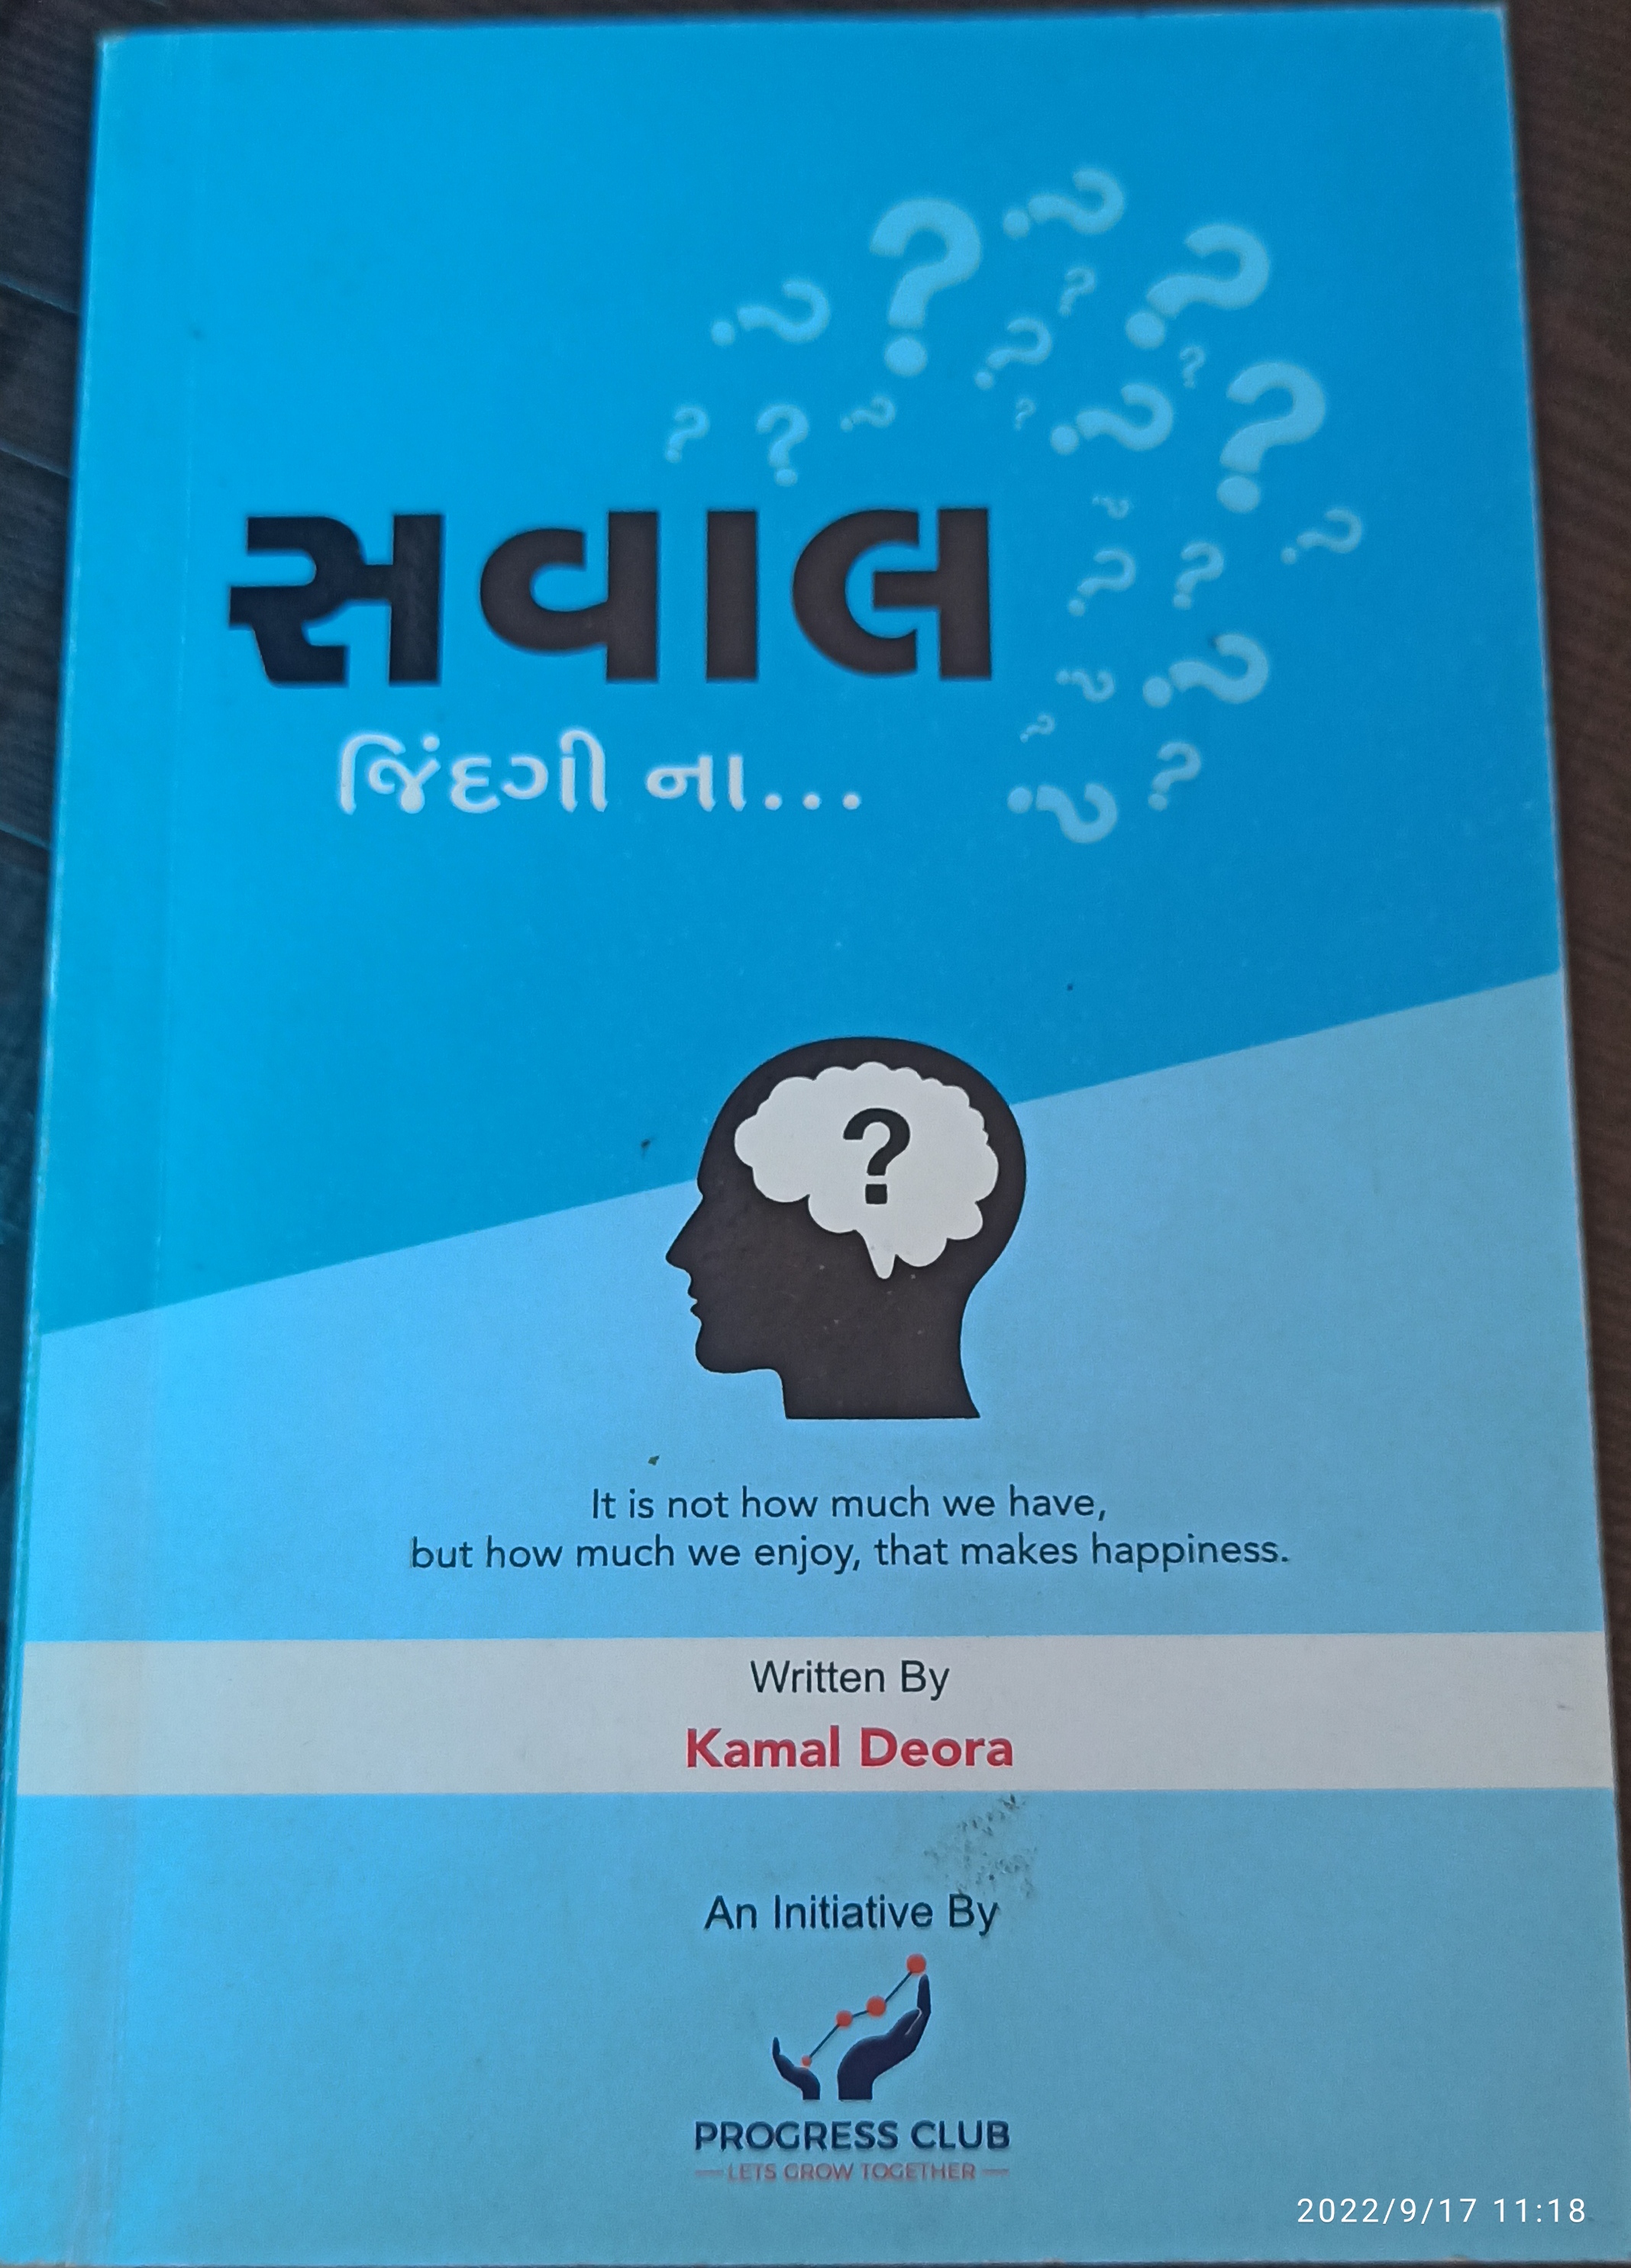 સવાલ
જિંદગી ના...
?
It is not how much we have,
but how much we enjoy, that makes happiness.
Written By
Kamal Deora
An Initiative By
PROGRESS CLUB
LETS GROW TOGETHER
2022/9/17 11:18